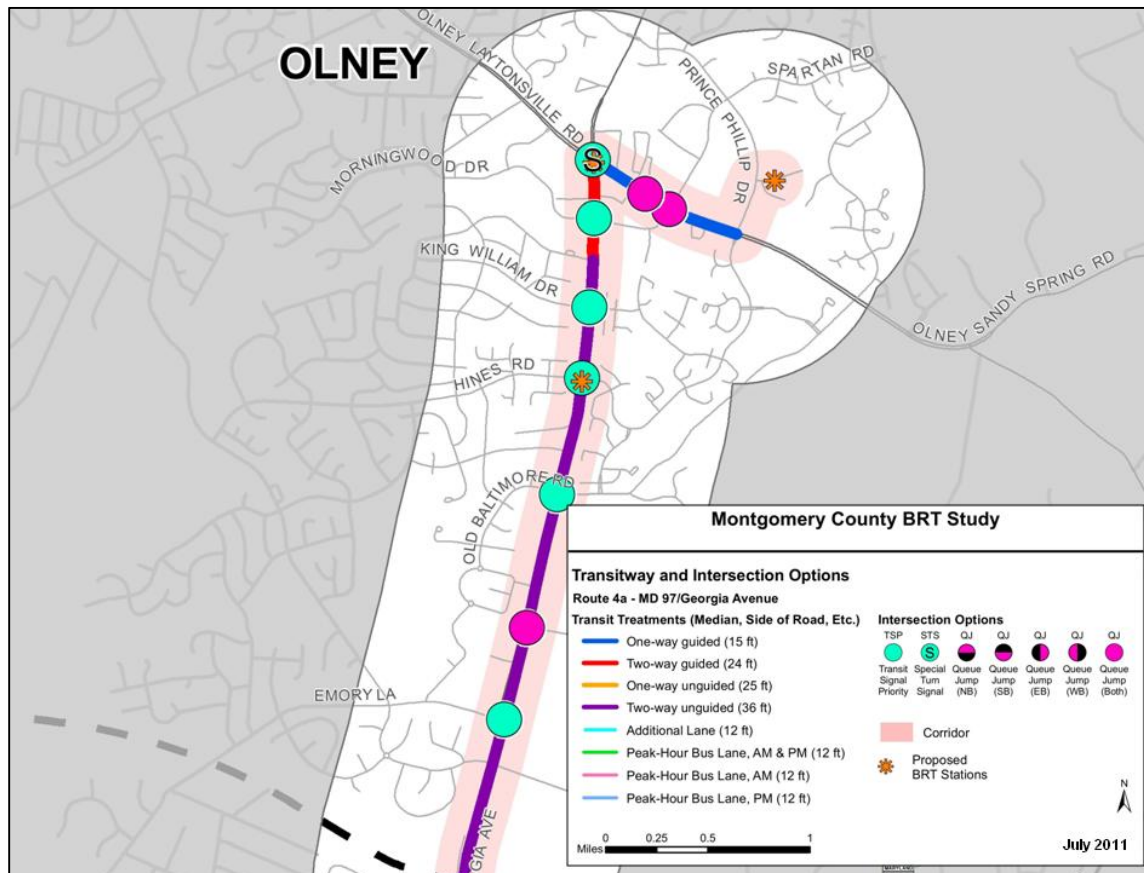 OLNEY
OLNEY LAYTONSVILLE RD
PRINCE PHILLIP DR
SPARTAN RD
MORNINGWOOD DR
S
KING WILLIAM DR
OLNEY SANDY SPRING RD
HINES RD
OLD BALTIMORE RD
EMORY LA
GIA AVE
Montgomery County BRT Study
Transitway and Intersection Options
Route 4a - MD 97/Georgia Avenue
Transit Treatments (Median, Side of Road, Etc.)
One-way guided (15 ft)
Two-way guided (24 ft)
One-way unguided (25 ft)
Two-way unguided (36 ft)
Additional Lane (12 ft)
Peak-Hour Bus Lane, AM & PM (12 ft)
Peak-Hour Bus Lane, AM (12 ft)
Peak-Hour Bus Lane, PM (12 ft)
Miles
0 0.25 0.5 1
Intersection Options
TSP STS QJ QJ QJ QJ QJ
S
Transit Special Queue Queue Queue Queue Queue
Signal Turn Jump Jump Jump Jump Jump
Priority Signal (NB) (SB) (EB) (WB) (Both)
Corridor
Proposed
BRT Stations
N
July 2011
MARYLAND